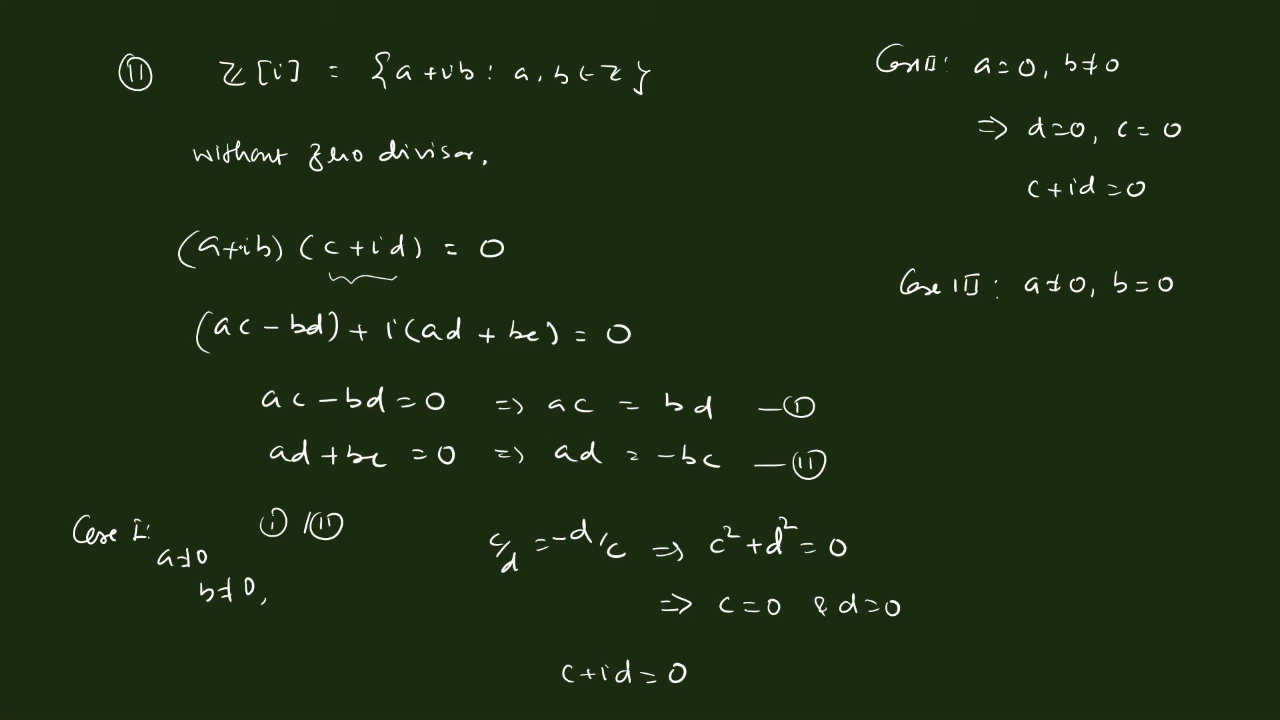 (II) Z[i] = {a+ib : a, b ∈ Z}
without zero divisor.
(a+ib) (c+id) = 0
(ac - bd) + i(ad + bc) = 0
ac - bd = 0 => ac = bd —(I)
ad + bc = 0 => ad = -bc —(II)
Case I: (I) / (II) c/d = -d/c => c² + d² = 0
a≠0
b≠0,
=> c=0 & d=0
c+id = 0
Case II: a=0, b≠0
=> d=0, c=0
c+id=0
Case III: a≠0, b=0